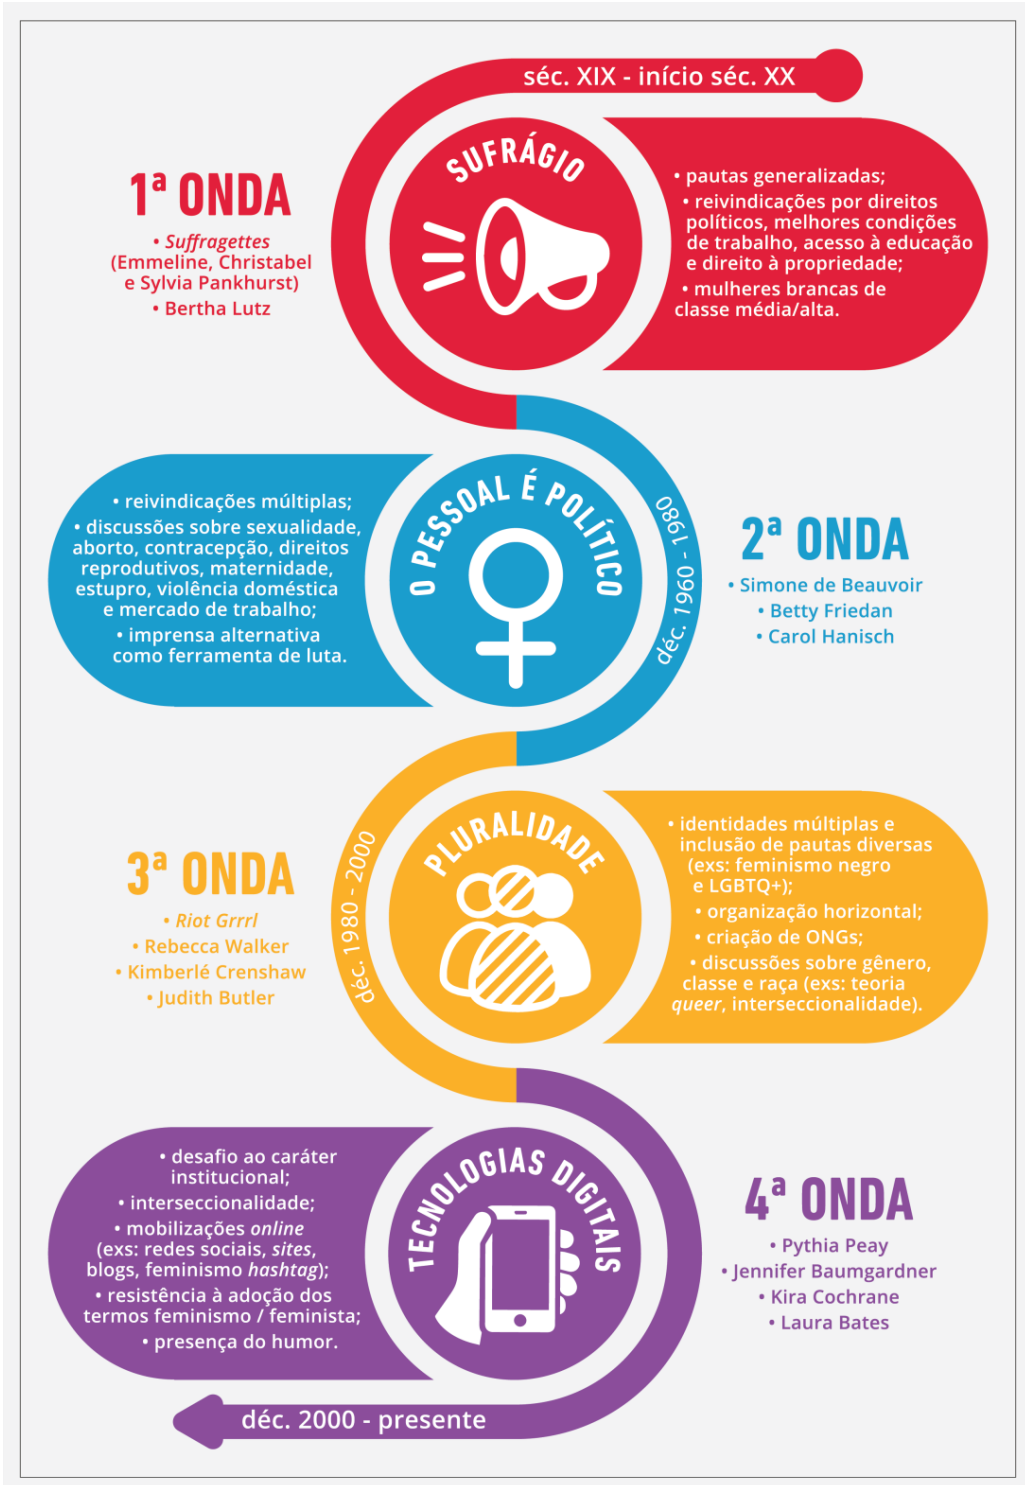 séc. XIX - início séc. XX
SUFRÁGIO
1ª ONDA
• Suffragettes
(Emmeline, Christabel
e Sylvia Pankhurst)
• Bertha Lutz
• pautas generalizadas;
• reivindicações por direitos
políticos, melhores condições
de trabalho, acesso à educação
e direito à propriedade;
• mulheres brancas de
classe média/alta.
• reivindicações múltiplas;
• discussões sobre sexualidade,
aborto, contracepção, direitos
reprodutivos, maternidade,
estupro, violência doméstica
e mercado de trabalho;
• imprensa alternativa
como ferramenta de luta.
O PESSOAL É POLÍTICO
déc. 1960 - 1980
2ª ONDA
• Simone de Beauvoir
• Betty Friedan
• Carol Hanisch
3ª ONDA
• Riot Grrrl
• Rebecca Walker
• Kimberlé Crenshaw
• Judith Butler
déc. 1980 - 2000
PLURALIDADE
• identidades múltiplas e
inclusão de pautas diversas
(exs: feminismo negro
e LGBTQ+);
• organização horizontal;
• criação de ONGs;
• discussões sobre gênero,
classe e raça (exs: teoria
queer, interseccionalidade).
• desafio ao caráter
institucional;
• interseccionalidade;
• mobilizações online
(exs: redes sociais, sites,
blogs, feminismo hashtag);
• resistência à adoção dos
termos feminismo / feminista;
• presença do humor.
TECNOLOGIAS DIGITAIS
4ª ONDA
• Pythia Peay
• Jennifer Baumgardner
• Kira Cochrane
• Laura Bates
déc. 2000 - presente